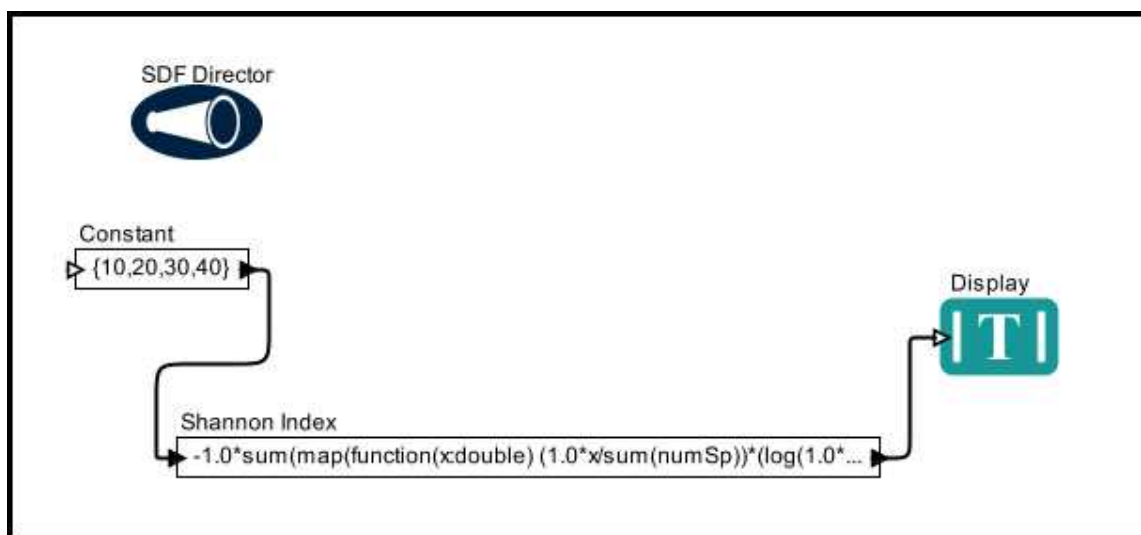 SDF Director
Constant
{10,20,30,40}
Display
T
Shannon Index
-1.0*sum(map(function(x:double) (1.0*x/sum(numSp))*(log(1.0*...